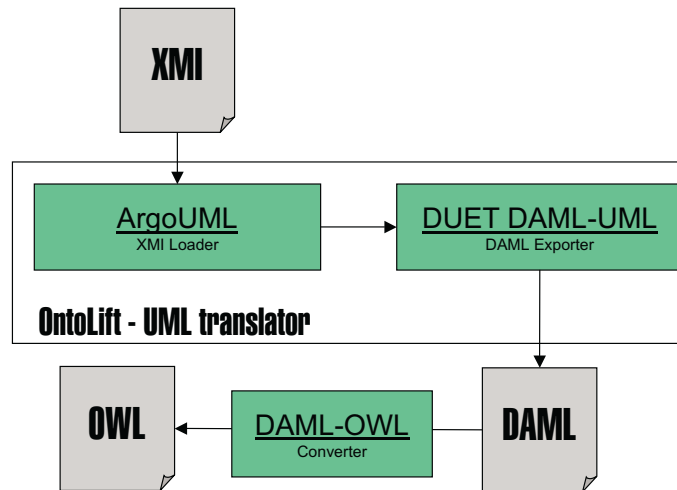 XMI
ArgoUML
XMI Loader
DUET DAML-UML
DAML Exporter
OntoLift - UML translator
OWL
DAML-OWL
Converter
DAML